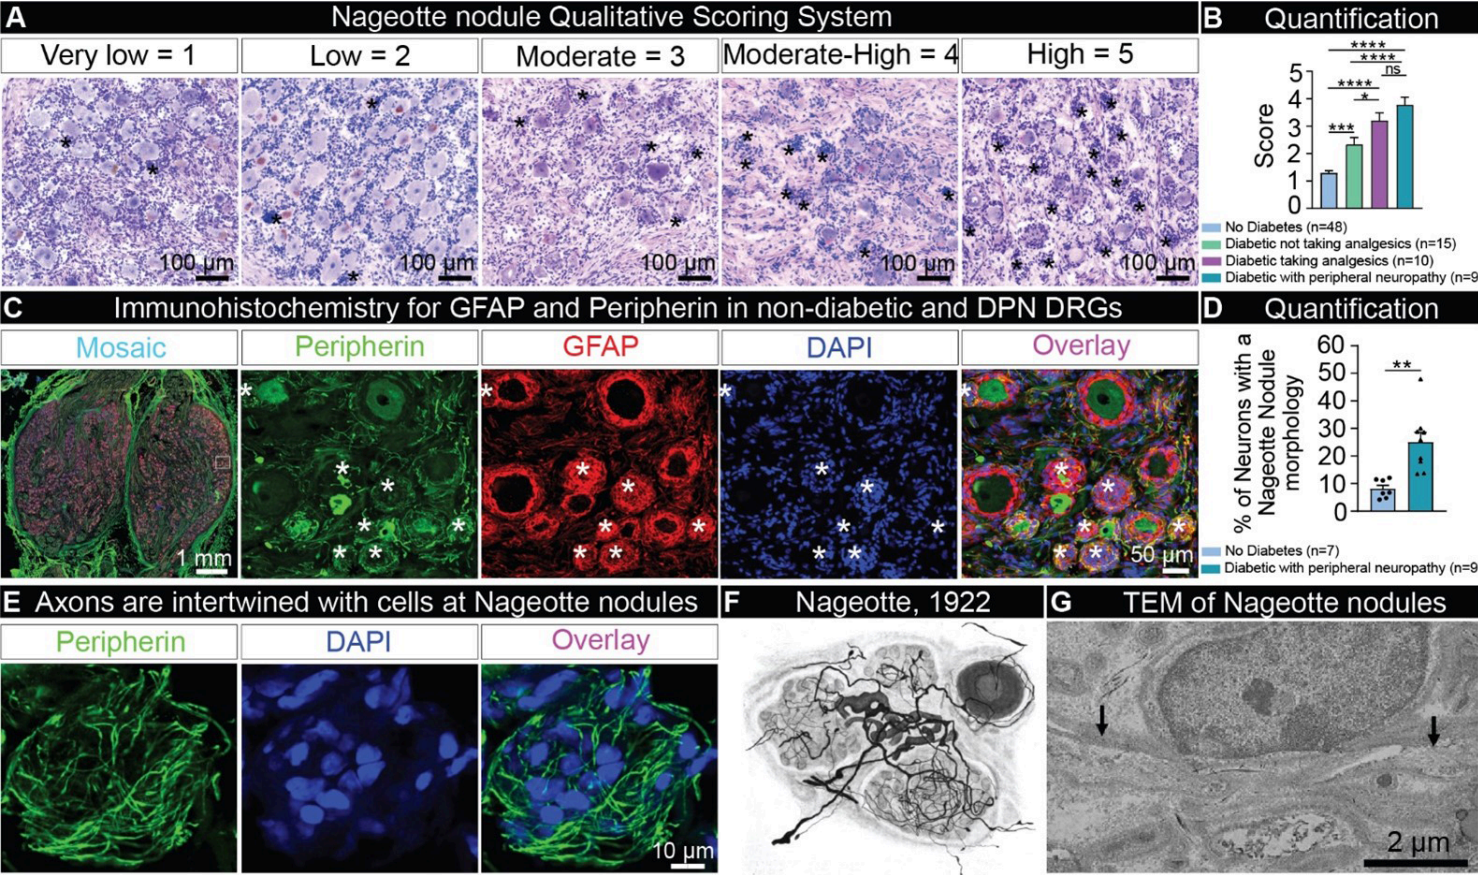 A Nageotte nodule Qualitative Scoring System
Very low = 1
Low = 2
Moderate = 3
Moderate-High = 4
High = 5
* * 100 µm
* * * 100 µm
* * * * * 100 µm
* * * * * * * * 100 µm
* * * * * * * * * * * * * * 100 µm
B Quantification
****
****
ns
****
*
***
Score
5
4
3
2
1
0
No Diabetes (n=48)
Diabetic not taking analgesics (n=15)
Diabetic taking analgesics (n=10)
Diabetic with peripheral neuropathy (n=9
C Immunohistochemistry for GFAP and Peripherin in non-diabetic and DPN DRGs
Mosaic
Peripherin
GFAP
DAPI
Overlay
1 mm
50 µm
D Quantification
**
% of Neurons with a
Nageotte Nodule
morphology
60
50
40
30
20
10
0
No Diabetes (n=7)
Diabetic with peripheral neuropathy (n=9
E Axons are intertwined with cells at Nageotte nodules
Peripherin
DAPI
Overlay
10 µm
F Nageotte, 1922
G TEM of Nageotte nodules
2 µm